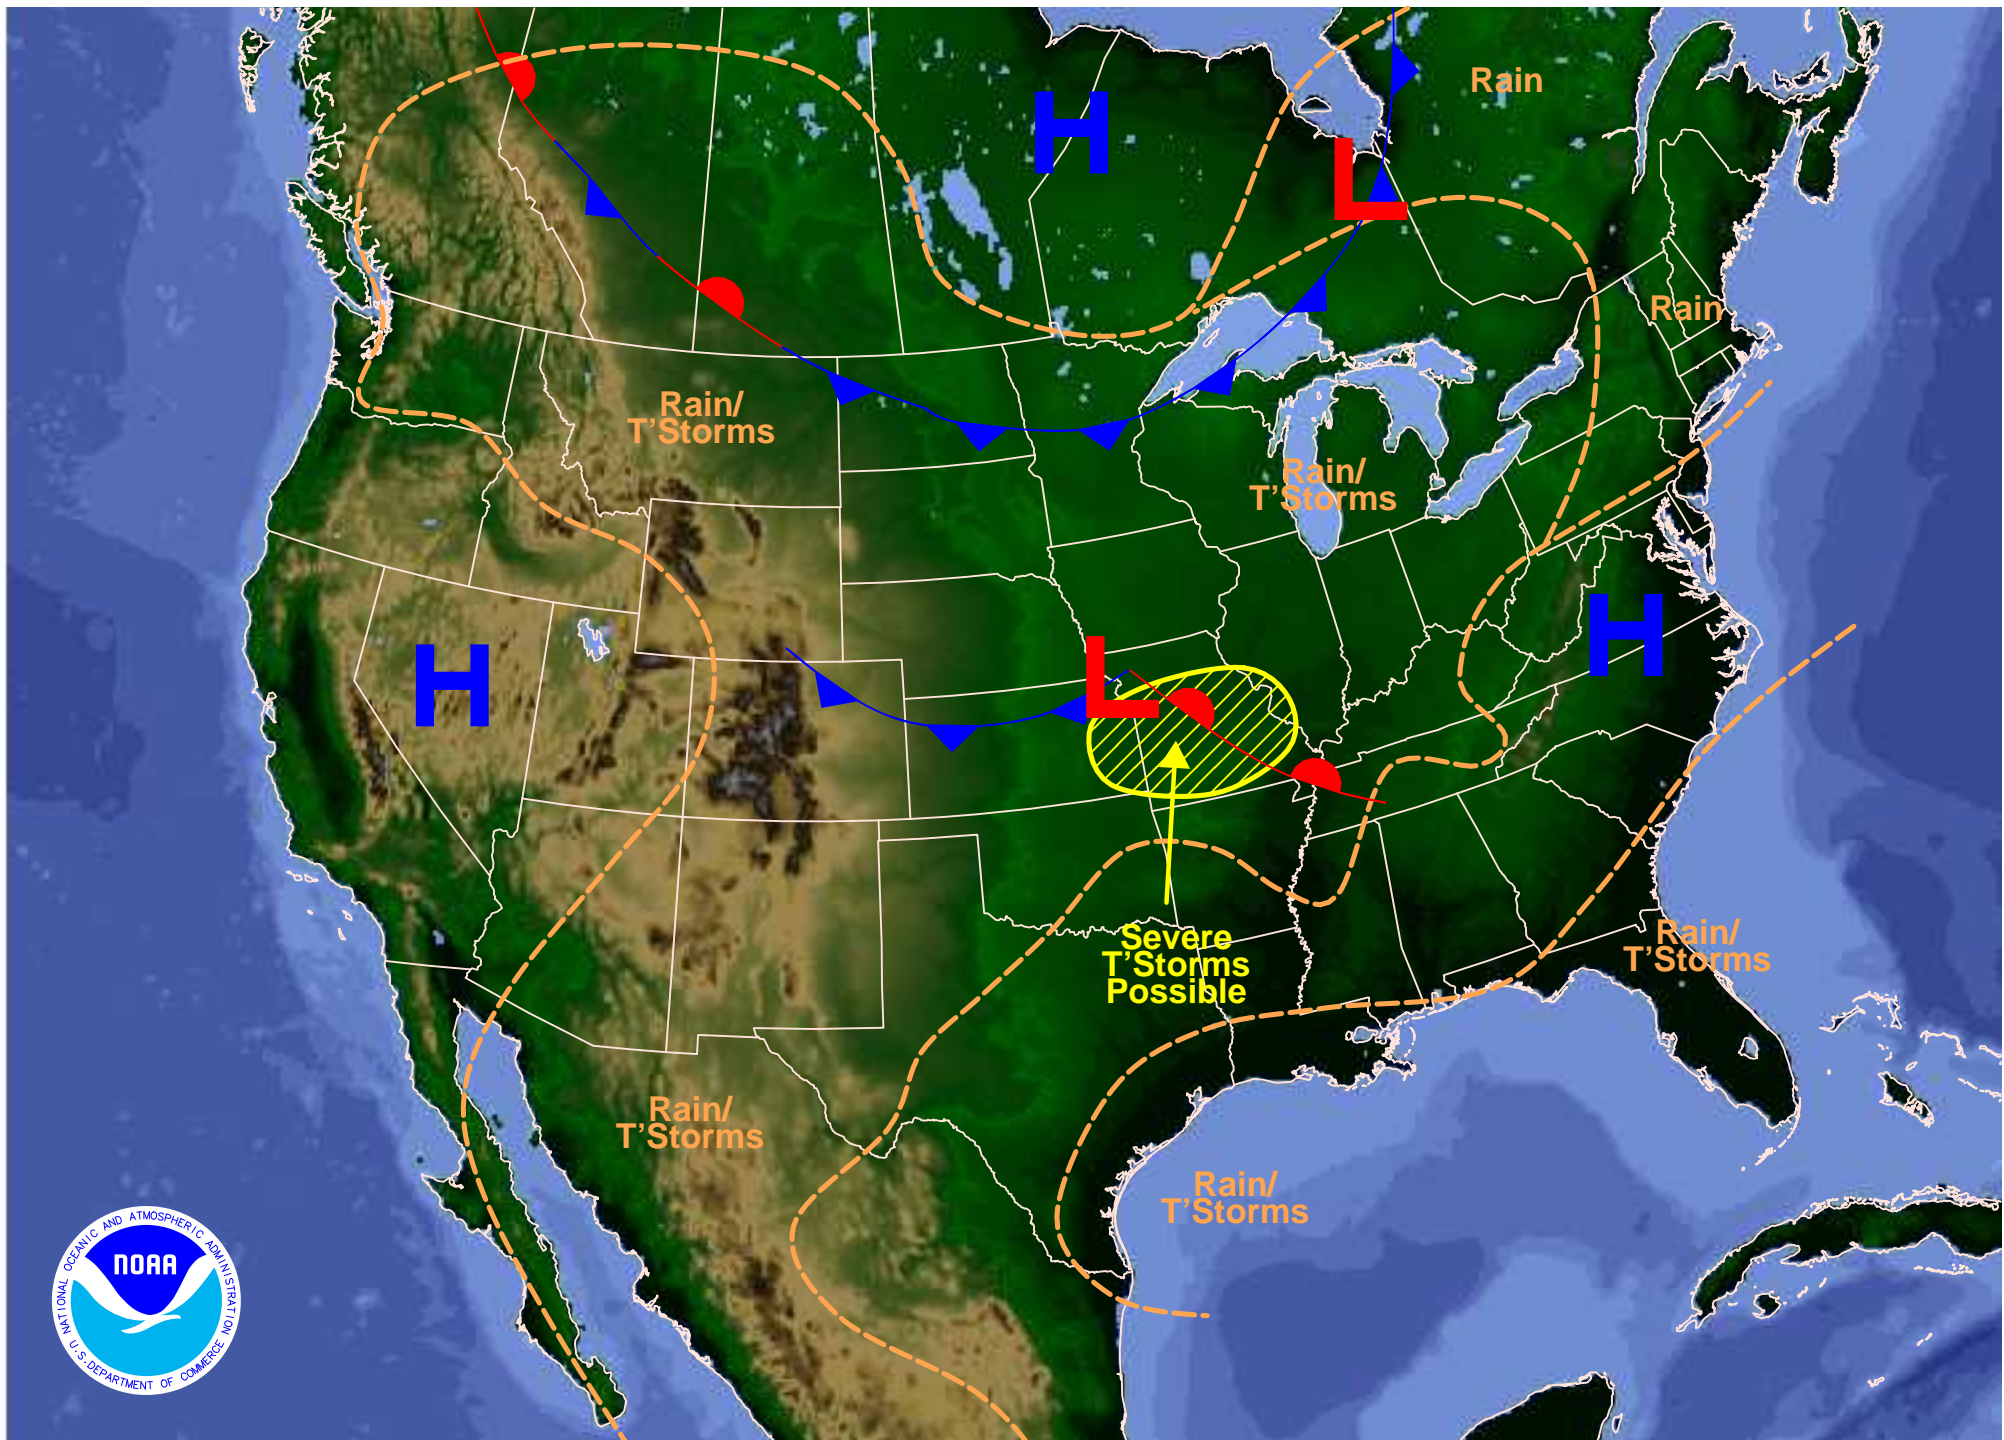 H
Rain
L
Rain
Rain/
T'Storms
Rain/
T'Storms
H
H
L
Severe
T'Storms
Possible
Rain/
T'Storms
Rain/
T'Storms
Rain/
T'Storms
NATIONAL OCEANIC AND ATMOSPHERIC ADMINISTRATION
NOAA
U.S. DEPARTMENT OF COMMERCE